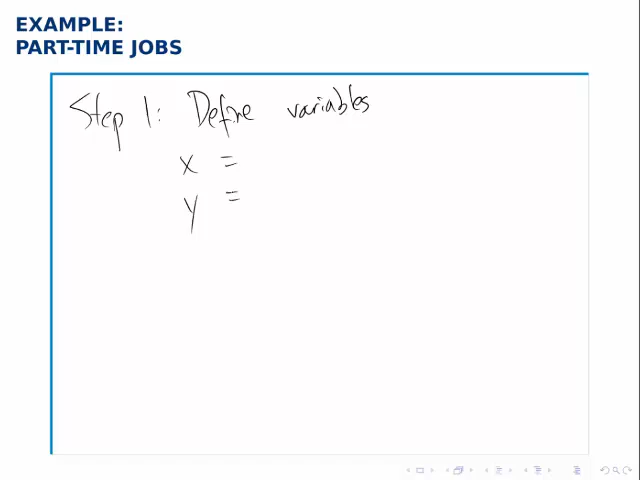 EXAMPLE:
PART-TIME JOBS
Step 1: Define variables
x =
y =